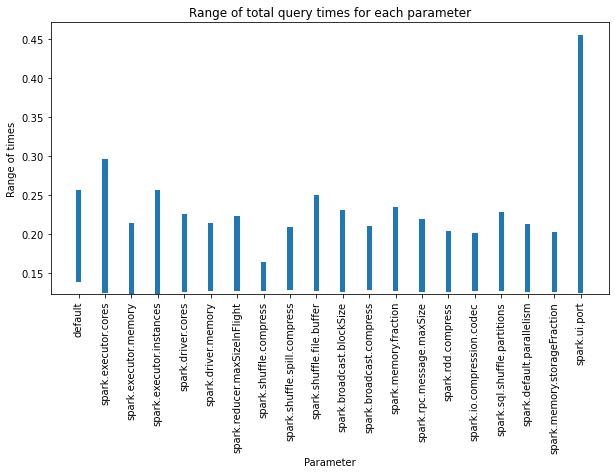 Range of total query times for each parameter
Range of times
0.45
0.40
0.35
0.30
0.25
0.20
0.15
default
spark.executor.cores
spark.executor.memory
spark.executor.instances
spark.driver.cores
spark.driver.memory
spark.reducer.maxSizeInFlight
spark.shuffle.compress
spark.shuffle.spill.compress
spark.shuffle.file.buffer
spark.broadcast.blockSize
spark.broadcast.compress
spark.memory.fraction
spark.rpc.message.maxSize
spark.rdd.compress
spark.io.compression.codec
spark.sql.shuffle.partitions
spark.default.parallelism
spark.memory.storageFraction
spark.ui.port
Parameter